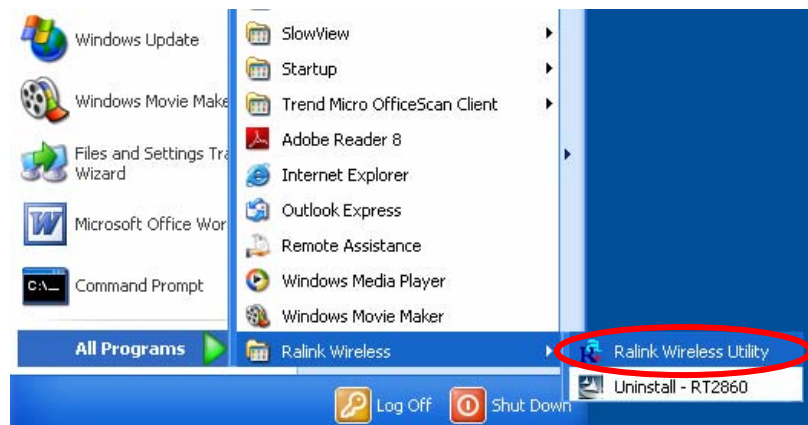 Windows Update
Windows Movie Make
Files and Settings Tra
Wizard
Microsoft Office Wor
C:\_
Command Prompt
All Programs
SlowView
Startup
Trend Micro OfficeScan Client
Adobe Reader 8
Internet Explorer
Outlook Express
Remote Assistance
Windows Media Player
Windows Movie Maker
Ralink Wireless
Ralink Wireless Utility
Uninstall - RT2860
Log Off
Shut Down